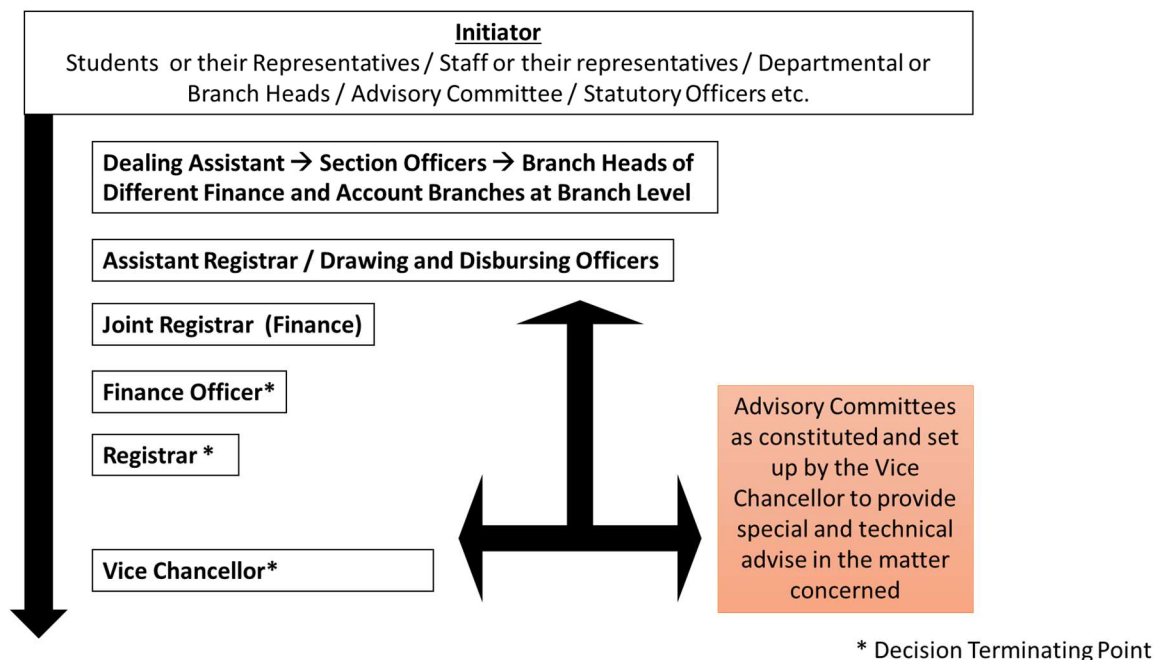 Initiator
Students or their Representatives / Staff or their representatives / Departmental or
Branch Heads / Advisory Committee / Statutory Officers etc.
Dealing Assistant → Section Officers → Branch Heads of
Different Finance and Account Branches at Branch Level
Assistant Registrar / Drawing and Disbursing Officers
Joint Registrar (Finance)
Finance Officer*
Registrar *
Vice Chancellor*
Advisory Committees
as constituted and set
up by the Vice
Chancellor to provide
special and technical
advise in the matter
concerned
* Decision Terminating Point